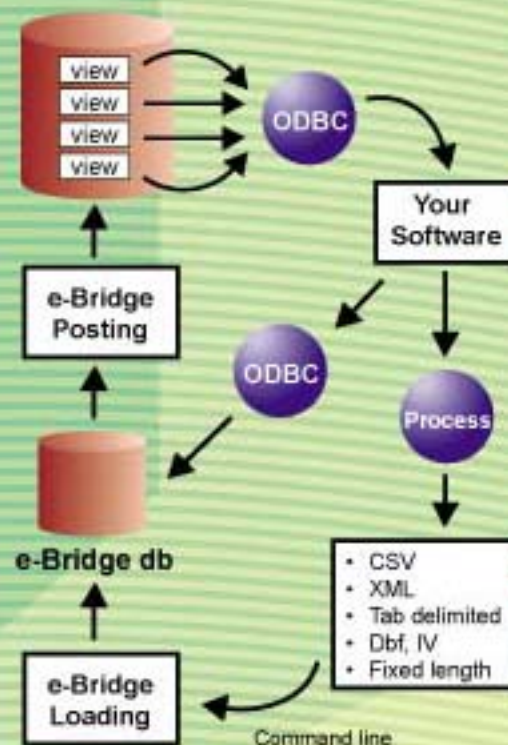 view
view
view
view
ODBC
Your
Software
e-Bridge
Posting
ODBC
Process
e-Bridge db
• CSV
• XML
• Tab delimited
• Dbf, IV
• Fixed length
e-Bridge
Loading
Command line